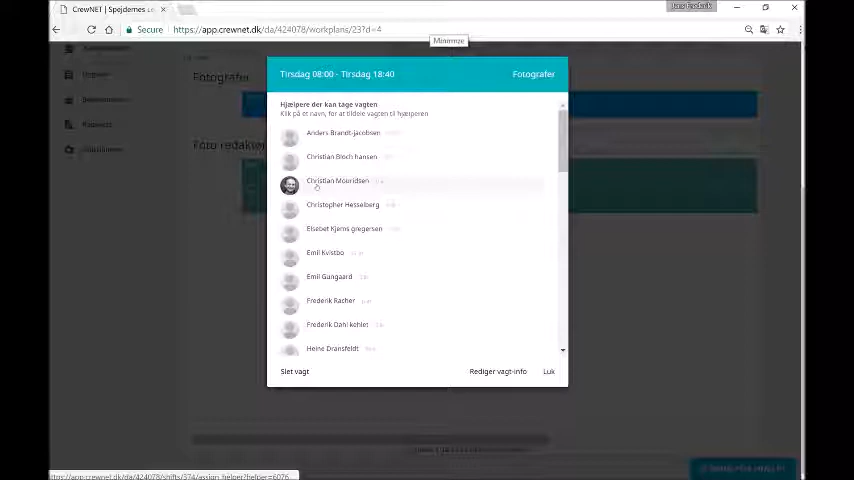 CrewNET | Spejdernes Le
Secure
https://app.crewnet.dk/da/424078/workplans/23?d=4
Minimize
Fotografer
Foto redaktør
Tirsdag 08:00 - Tirsdag 18:40
Fotografer
Hjælpere der kan tage vagten
Klik på et navn, for at tildele vagten til hjælperen
Anders Brandt-jacobsen
Christian Bloch hansen
Christian Mouridsen
Christopher Hesselberg
Elsebet Kjems gregersen
Emil Kvistbo
Emil Gungaard
Frederik Racher
Frederik Dahl kehlet
Heine Dransfeldt
Slet vagt
Rediger vagt-info
Luk
https://app.crewnet.dk/da/424078/shifts/374/assign_helper?helper=6076...